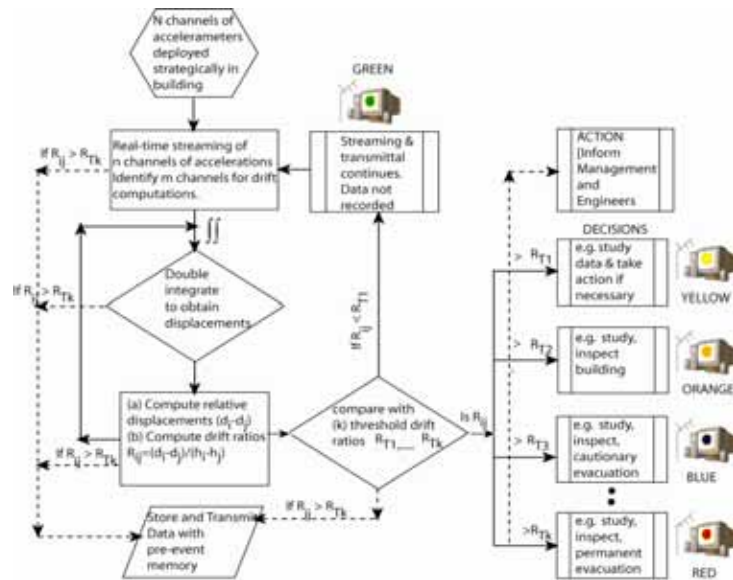 N channels of
accelerameters
deployed
strategically in
building
GREEN
If Rij > RTk
Real-time streaming of
n channels of accelerations
Identify m channels for drift
computations.
Streaming &
transmittal
continues.
Data not
recorded
ACTION
[Inform
Management
and
Engineers
∫∫
DECISIONS
Double
integrate
to obtain
displacements
If Rij > RTk
If Rij < RT1
> RT1
e.g. study
data & take
action if
necessary
YELLOW
> RT2
e.g. study,
inspect
building
ORANGE
(a) Compute relative
displacements (di-dj)
(b) Compute drift ratios
Rij=(di-dj)/(hi-hj)
compare with
(k) threshold drift
ratios RT1,__ RTk
Is Rij
If Rij > RTk
> RT3
e.g. study,
inspect,
cautionary
evacuation
BLUE
If Rij > RTk
Store and Transmit
Data with
pre-event
memory
>RTk
e.g. study,
inspect,
permanent
evacuation
RED